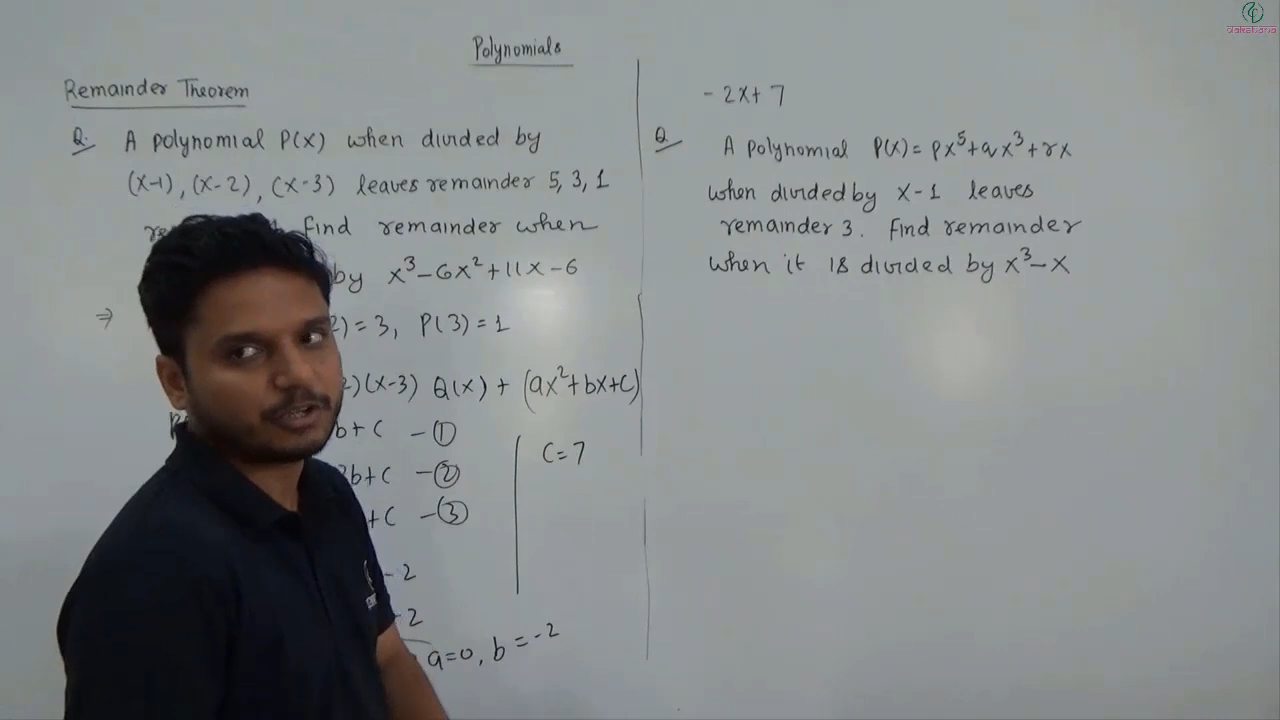 Polynomials
Remainder Theorem
Q. A polynomial P(x) when divided by
(x-1), (x-2), (x-3) leaves remainder 5, 3, 1
find remainder when
by x³-6x²+11x-6
⇒ 2)=3, P(3)=1
2)(x-3) Q(x) + (ax²+bx+c)
b+c -①
2b+c -②
+c -③
c=7
-2
-2
a=0, b=-2
-2x+7
Q A polynomial P(x)=px⁵+qx³+rx
when divided by x-1 leaves
remainder 3. Find remainder
when it is divided by x³-x